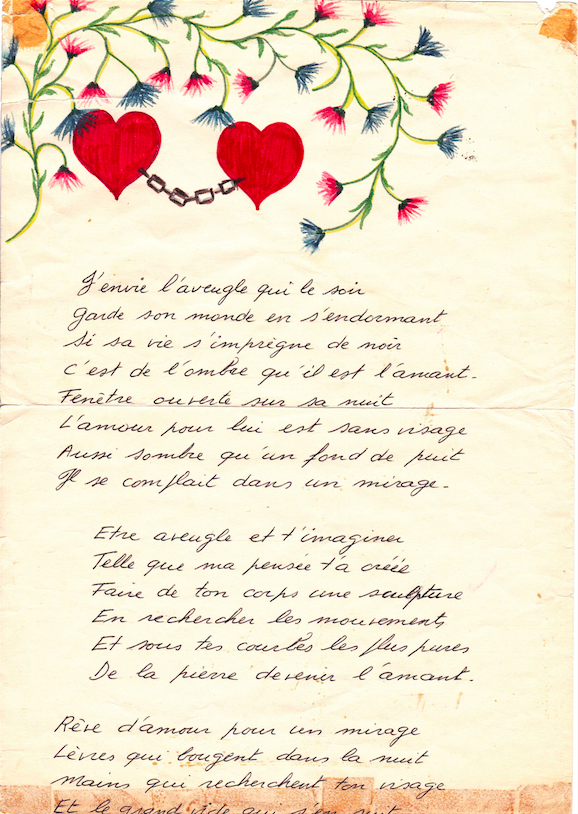 J'envie l'aveugle qui le soir
Garde son monde en s'endormant
Si sa vie s'imprègne de noir
C'est de l'ombre qu'il est l'amant.
Fenêtre ouverte sur sa nuit
L'amour pour lui est sans visage
Aussi sombre qu'un fond de puit
Il se complait dans un mirage.
Etre aveugle et t'imaginer
Telle que ma pensée t'a créée
Faire de ton corps une sculpture
En rechercher les mouvements
Et sous tes courbes les plus pures
De la pierre devenir l'amant.
Rêve d'amour pour un mirage
Lèvres qui bougent dans la nuit
Mains qui recherchent ton visage
Et le grand vide qui s'en suit